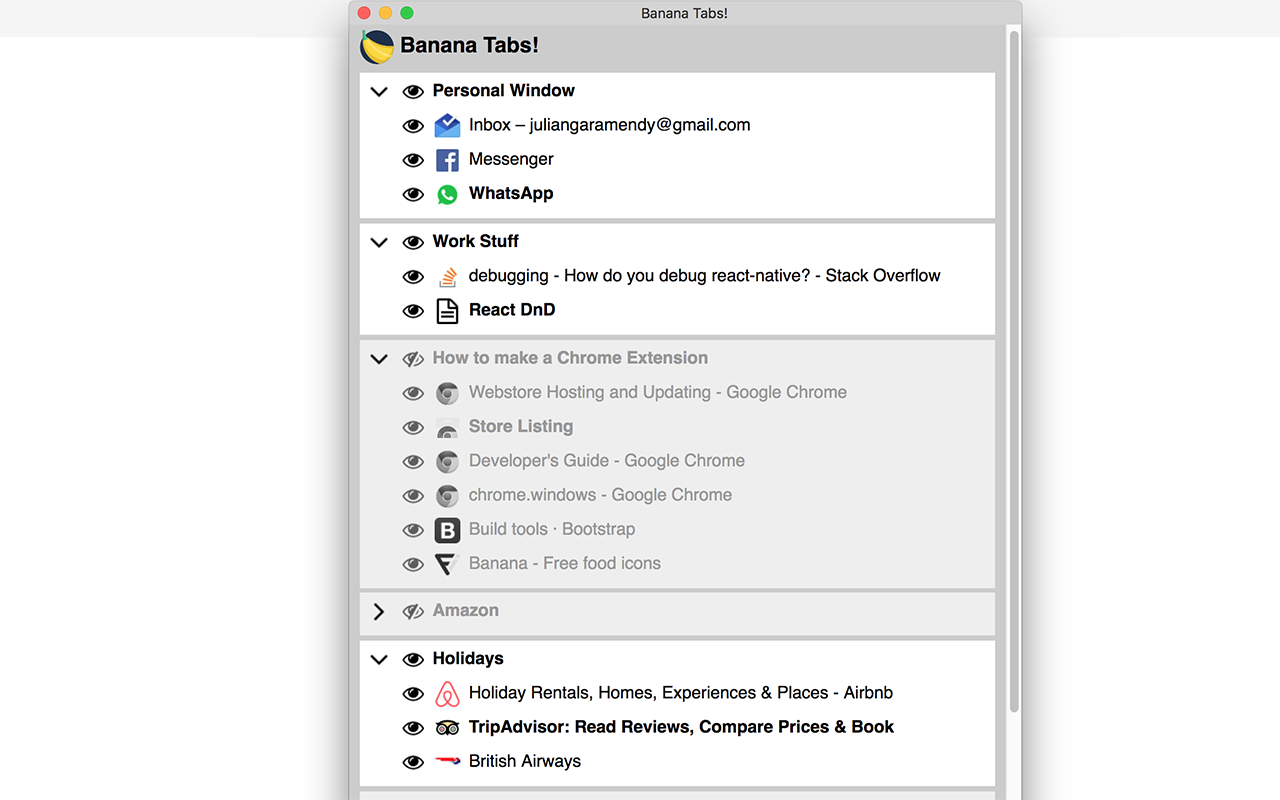 Banana Tabs!
Banana Tabs!
Personal Window
Inbox – juliangaramendy@gmail.com
Messenger
WhatsApp
Work Stuff
debugging - How do you debug react-native? - Stack Overflow
React DnD
How to make a Chrome Extension
Webstore Hosting and Updating - Google Chrome
Store Listing
Developer's Guide - Google Chrome
chrome.windows - Google Chrome
B Build tools · Bootstrap
Banana - Free food icons
Amazon
Holidays
Holiday Rentals, Homes, Experiences & Places - Airbnb
TripAdvisor: Read Reviews, Compare Prices & Book
British Airways